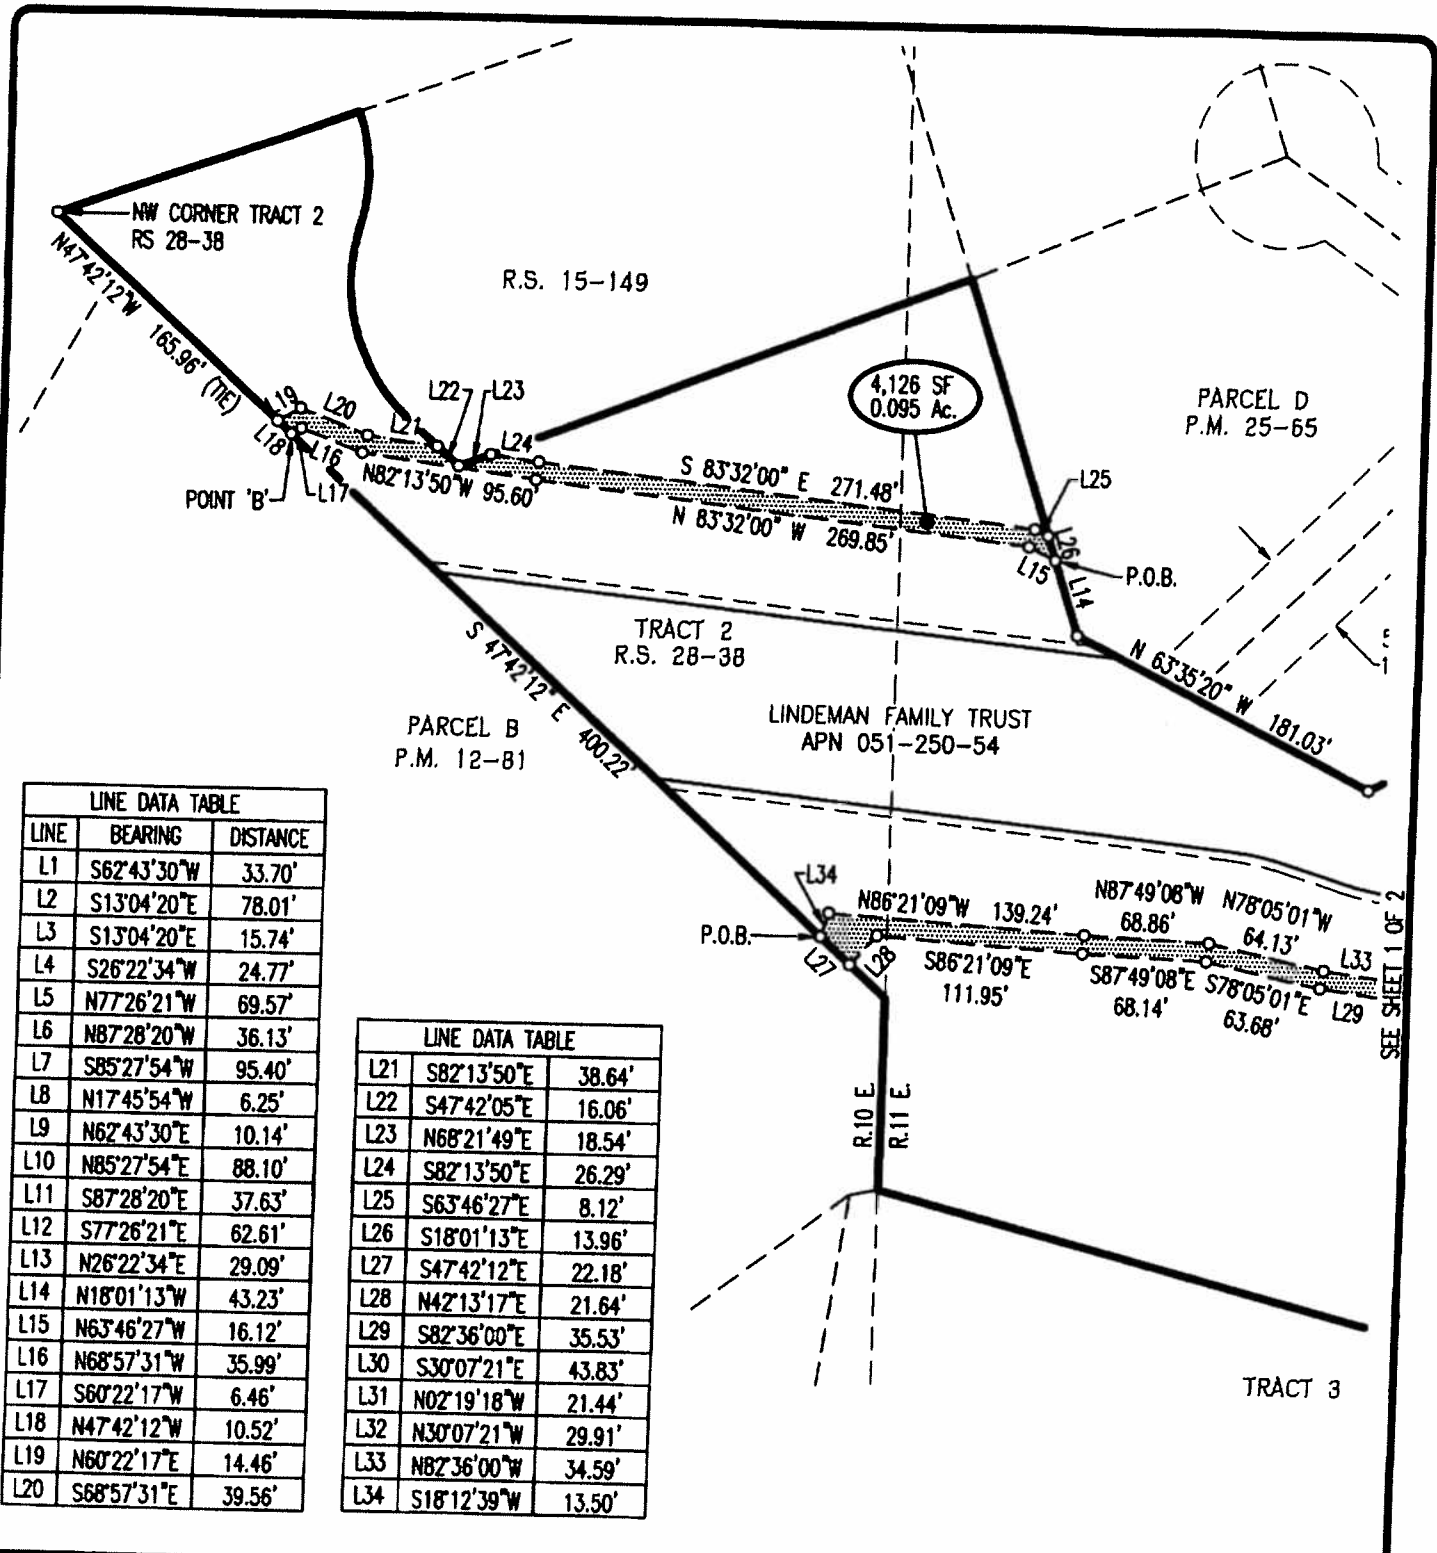 NW CORNER TRACT 2
RS 28-38
N47°42'12"W 165.96' (TIE)
R.S. 15-149
4,126 SF
0.095 Ac.
PARCEL D
P.M. 25-65
L19
L20
L21
L22
L23
L24
L18
L16
L17
POINT 'B'
N82°13'50"W 95.60'
S 83°32'00" E 271.48'
N 83°32'00" W 269.85'
L25
L26
L15
P.O.B.
L14
N 63°35'20" W 181.03'
TRACT 2
R.S. 28-38
S 47°42'12" E 400.22'
PARCEL B
P.M. 12-81
LINDEMAN FAMILY TRUST
APN 051-250-54
L34
P.O.B.
L27
L28
N86°21'09"W 139.24'
S86°21'09"E
111.95'
N87°49'08"W
68.86'
S87°49'08"E
68.14'
N78°05'01"W
64.13'
S78°05'01"E
63.68'
L33
L29
SEE SHEET 1 OF 2
R.10 E.
R.11 E.
TRACT 3
LINE DATA TABLE
LINE BEARING DISTANCE
L1 S62°43'30"W 33.70'
L2 S13°04'20"E 78.01'
L3 S13°04'20"E 15.74'
L4 S26°22'34"W 24.77'
L5 N77°26'21"W 69.57'
L6 N87°28'20"W 36.13'
L7 S85°27'54"W 95.40'
L8 N17°45'54"W 6.25'
L9 N62°43'30"E 10.14'
L10 N85°27'54"E 88.10'
L11 S87°28'20"E 37.63'
L12 S77°26'21"E 62.61'
L13 N26°22'34"E 29.09'
L14 N18°01'13"W 43.23'
L15 N63°46'27"W 16.12'
L16 N68°57'31"W 35.99'
L17 S60°22'17"W 6.46'
L18 N47°42'12"W 10.52'
L19 N60°22'17"E 14.46'
L20 S68°57'31"E 39.56'
LINE DATA TABLE
L21 S82°13'50"E 38.64'
L22 S47°42'05"E 16.06'
L23 N68°21'49"E 18.54'
L24 S82°13'50"E 26.29'
L25 S63°46'27"E 8.12'
L26 S18°01'13"E 13.96'
L27 S47°42'12"E 22.18'
L28 N42°13'17"E 21.64'
L29 S82°36'00"E 35.53'
L30 S30°07'21"E 43.83'
L31 N02°19'18"W 21.44'
L32 N30°07'21"W 29.91'
L33 N82°36'00"W 34.59'
L34 S18°12'39"W 13.50'